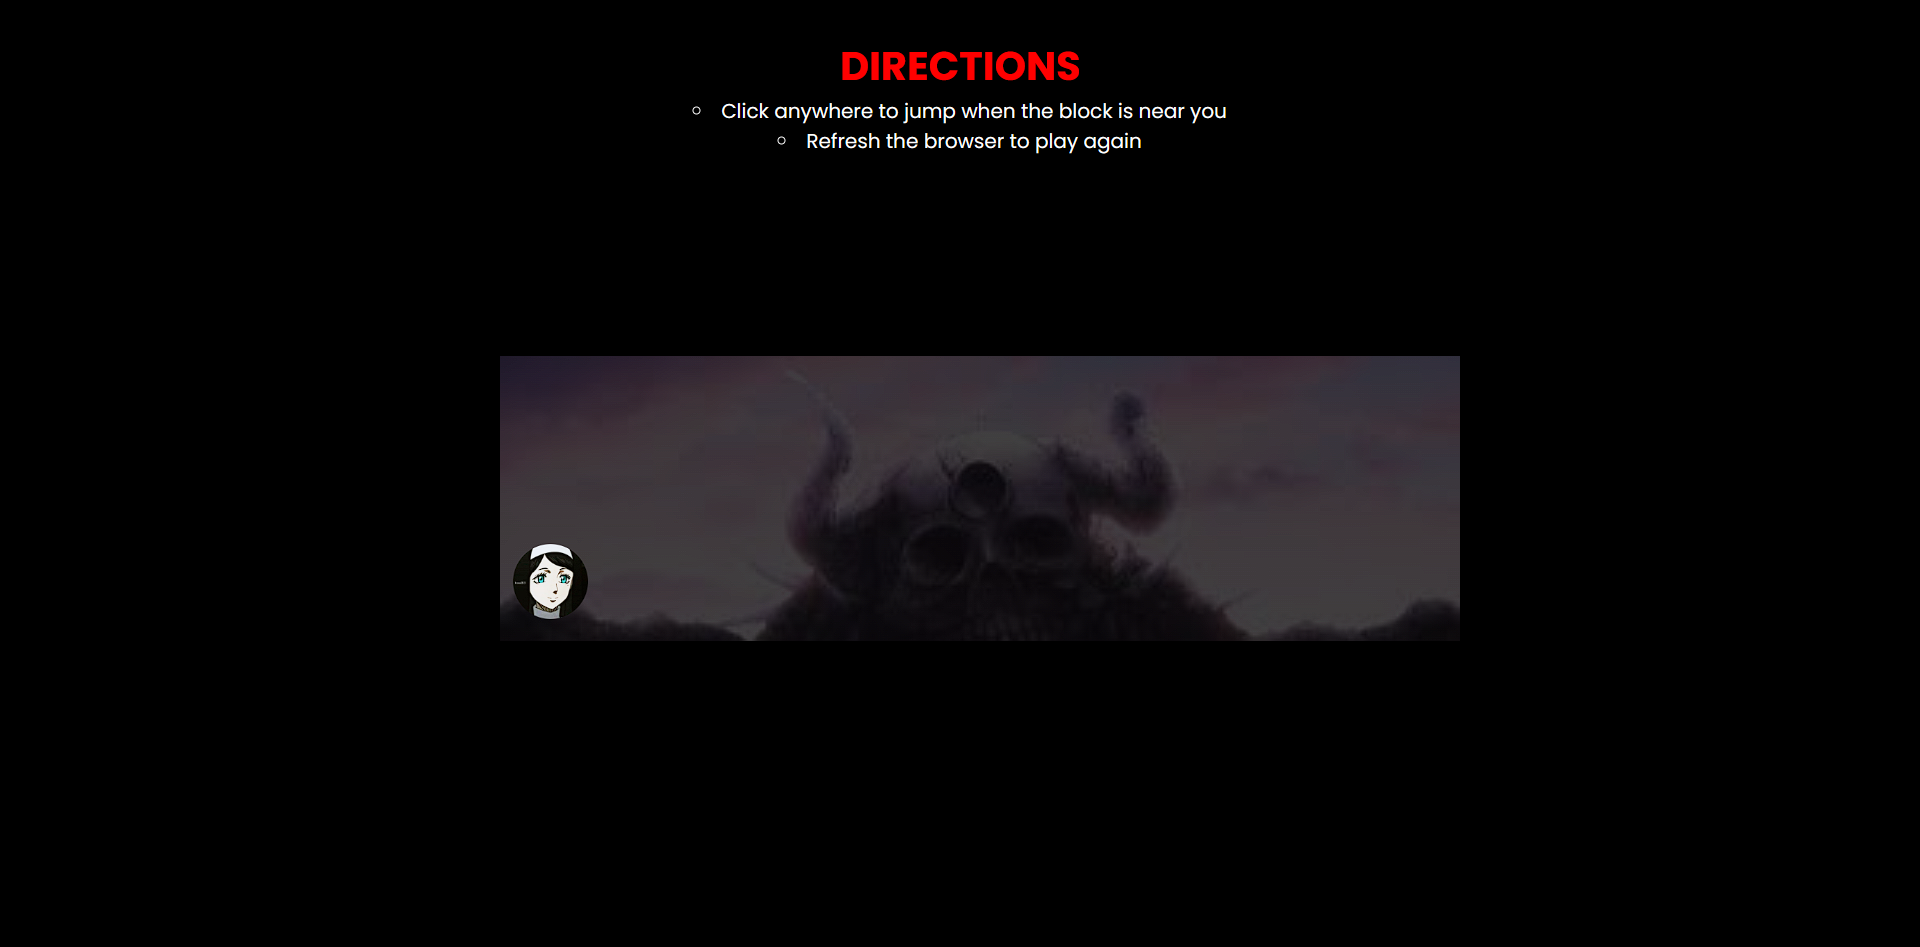 DIRECTIONS
Click anywhere to jump when the block is near you
Refresh the browser to play again